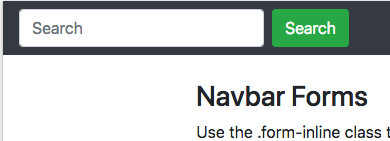 Search Search
Navbar Forms
Use the .form-inline class